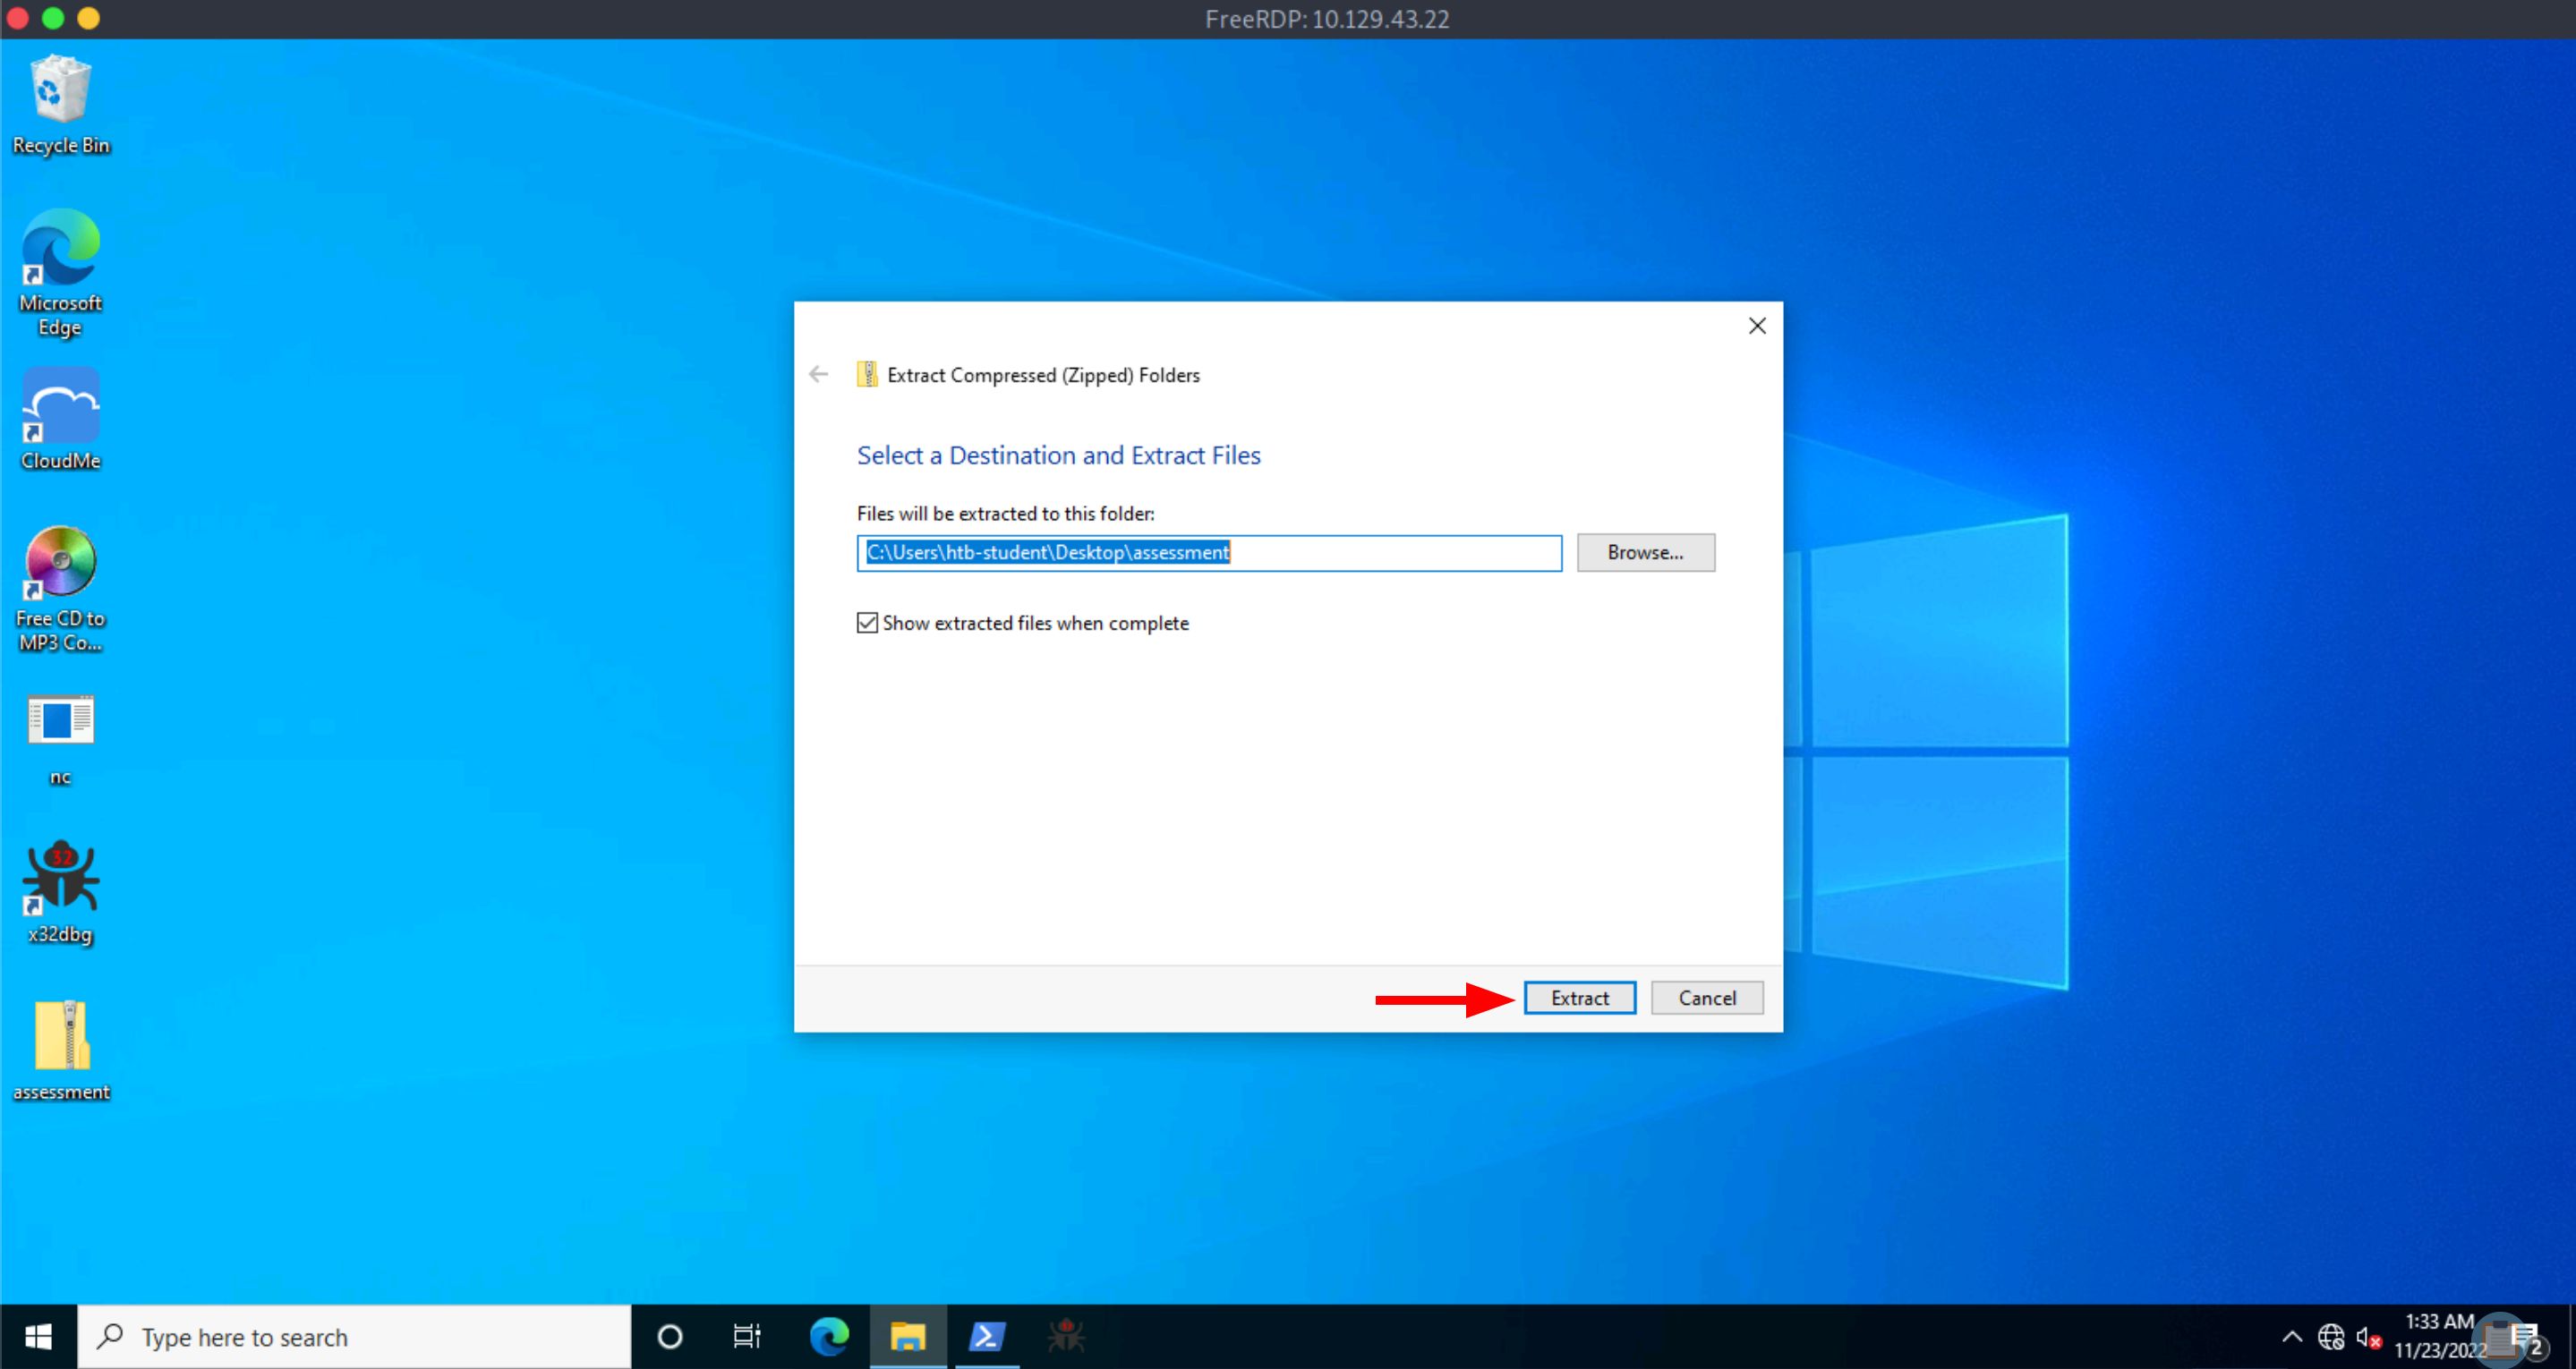 FreeRDP: 10.129.43.22
Recycle Bin
Microsoft
Edge
CloudMe
Free CD to
MP3 Co...
nc
32
x32dbg
assessment
Extract Compressed (Zipped) Folders
Select a Destination and Extract Files
Files will be extracted to this folder:
C:\Users\htb-student\Desktop\assessment
Browse...
Show extracted files when complete
Extract
Cancel
Type here to search
1:33 AM
11/23/2022
2